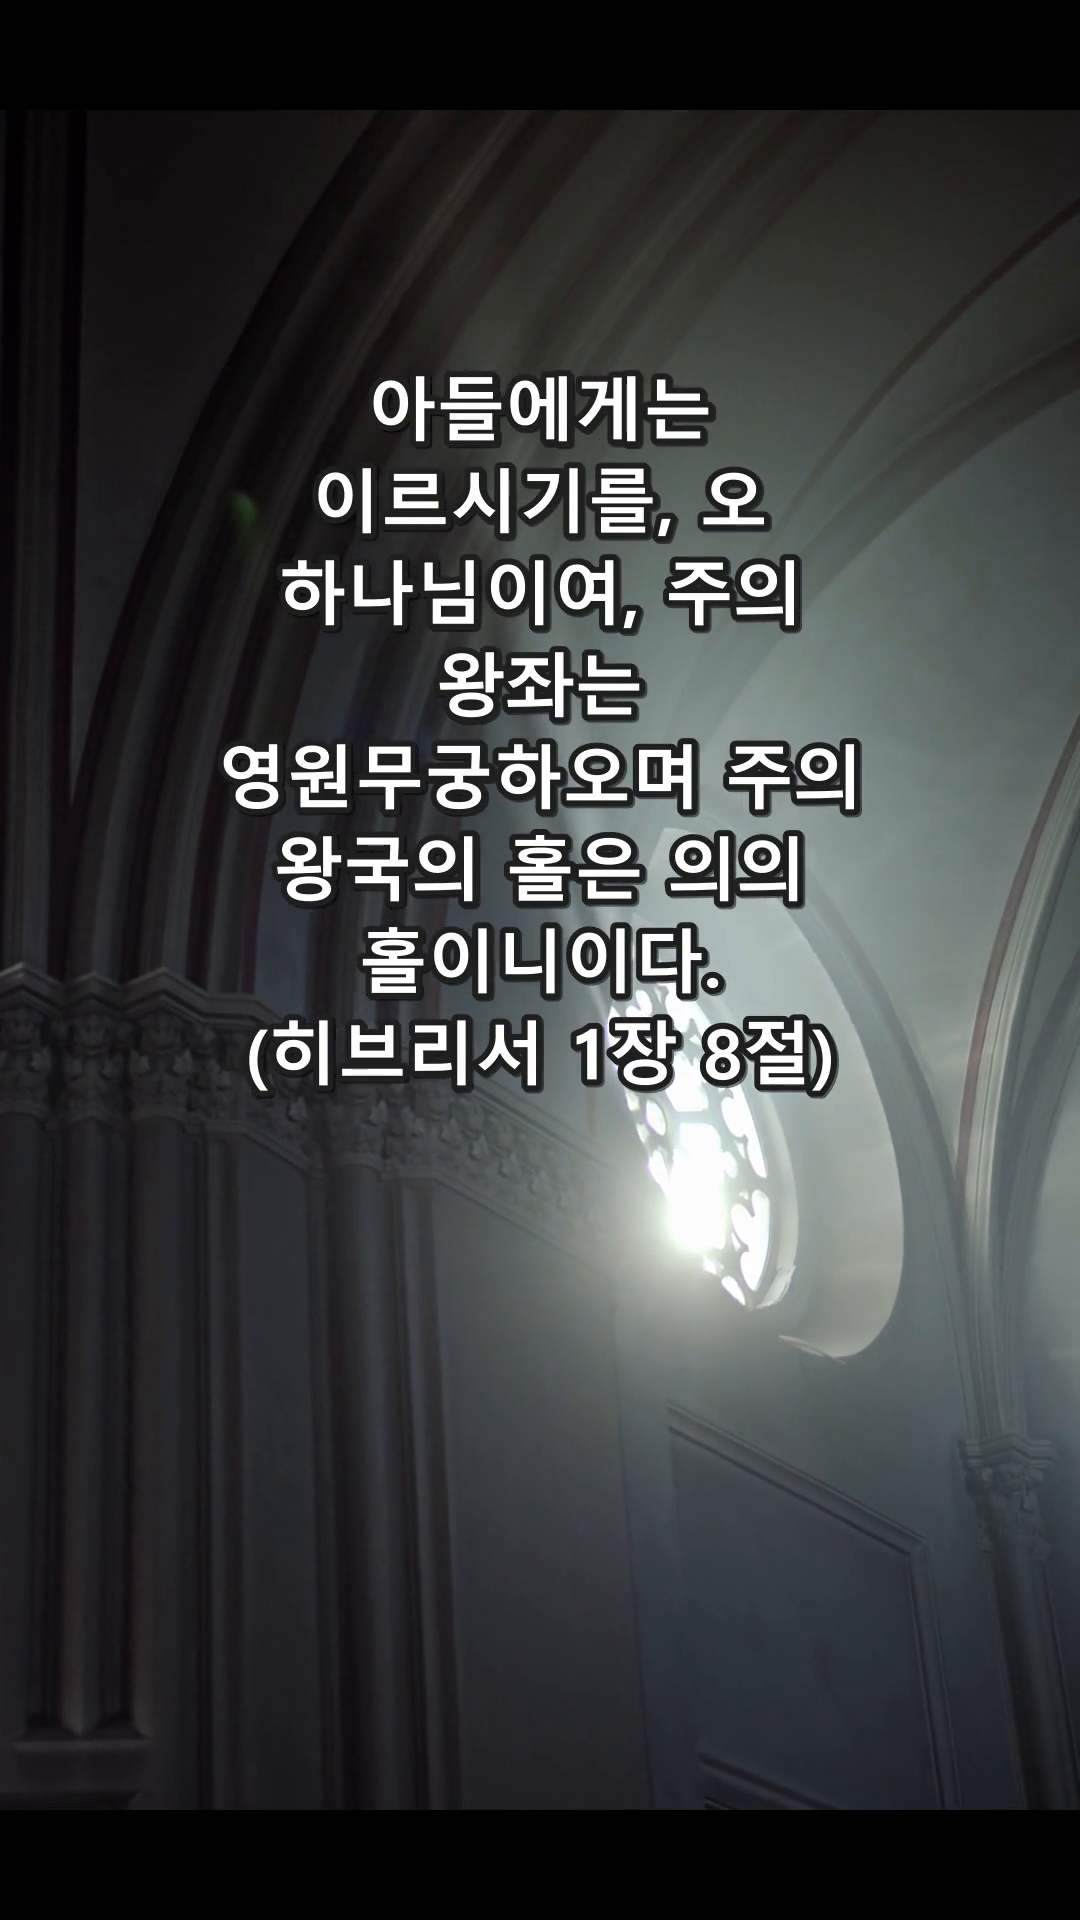 아들에게는
이르시기를, 오
하나님이여, 주의
왕좌는
영원무궁하오며 주의
왕국의 홀은 의의
홀이니이다.
(히브리서 1장 8절)